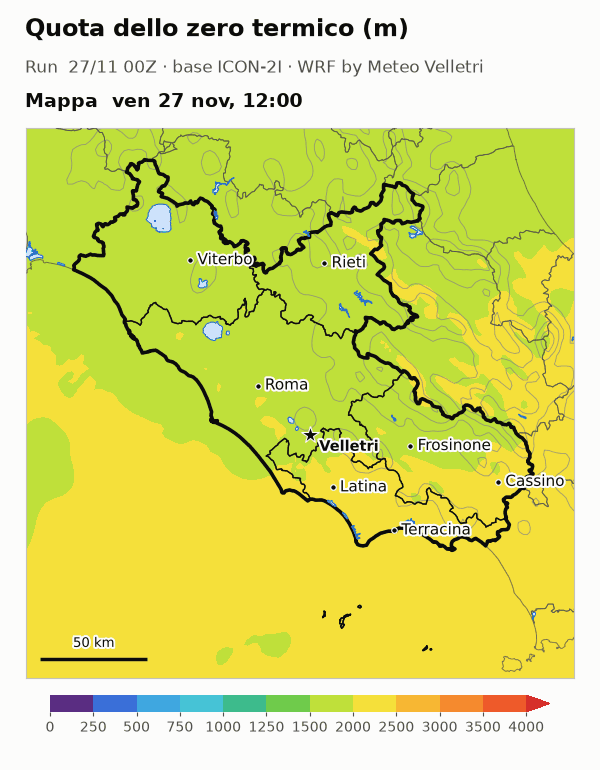 Quota dello zero termico (m)
Run  27/11 00Z · base ICON-2I · WRF by Meteo Velletri
Mappa  ven 27 nov, 12:00
Viterbo
Rieti
Roma
Velletri
Frosinone
Cassino
Latina
Terracina
50 km
0 250 500 750 1000 1250 1500 2000 2500 3000 3500 4000